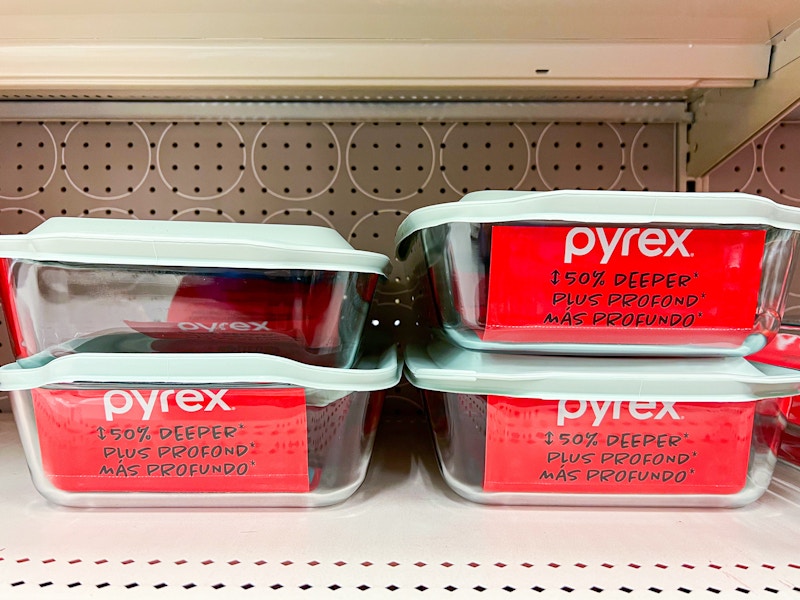 pyrex
pyrex®
↕50% DEEPER*
PLUS PROFOND*
MÁS PROFUNDO*
pyrex®
↕50% DEEPER*
PLUS PROFOND*
MÁS PROFUNDO*
pyrex®
↕50% DEEPER*
PLUS PROFOND*
MÁS PROFUNDO*